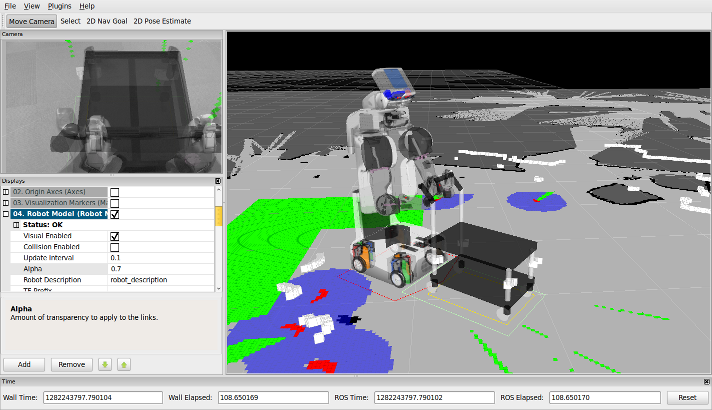 File View Plugins Help
Move Camera Select 2D Nav Goal 2D Pose Estimate
Camera
Displays
02. Origin Axes (Axes)
03. Visualization Markers (Ma
04. Robot Model (Robot M
Status: OK
Visual Enabled
Collision Enabled
Update Interval 0.1
Alpha 0.7
Robot Description robot_description
TF Prefix
Alpha
Amount of transparency to apply to the links.
Add Remove
Time
Wall Time: 1282243797.790104 Wall Elapsed: 108.650169 ROS Time: 1282243797.790102 ROS Elapsed: 108.650170 Reset